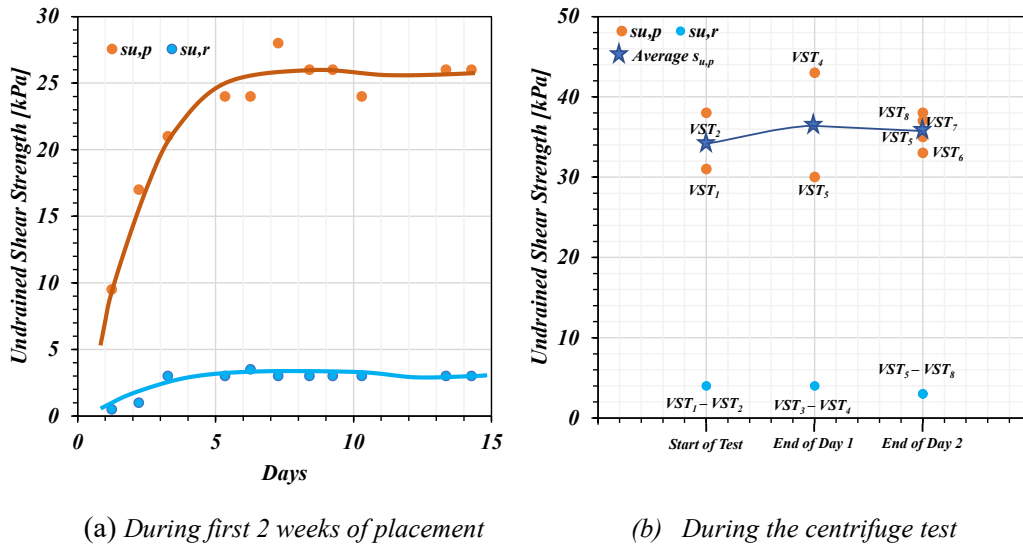 Undrained Shear Strength [kPa]
30
25
20
15
10
5
0
su,p su,r
0 5 10 15
Days
(a) During first 2 weeks of placement
Undrained Shear Strength [kPa]
50
40
30
20
10
0
su,p su,r
Average su,p
VST4
VST2
VST1
VST5
VST8
VST7
VST5
VST6
VST1 – VST2
VST3 – VST4
VST5 – VST8
Start of Test End of Day 1 End of Day 2
(b) During the centrifuge test